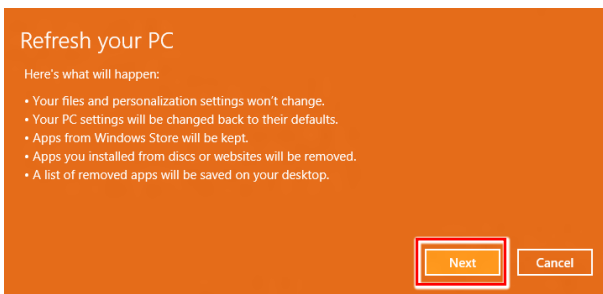 Refresh your PC
Here's what will happen:
• Your files and personalization settings won't change.
• Your PC settings will be changed back to their defaults.
• Apps from Windows Store will be kept.
• Apps you installed from discs or websites will be removed.
• A list of removed apps will be saved on your desktop.
Next Cancel